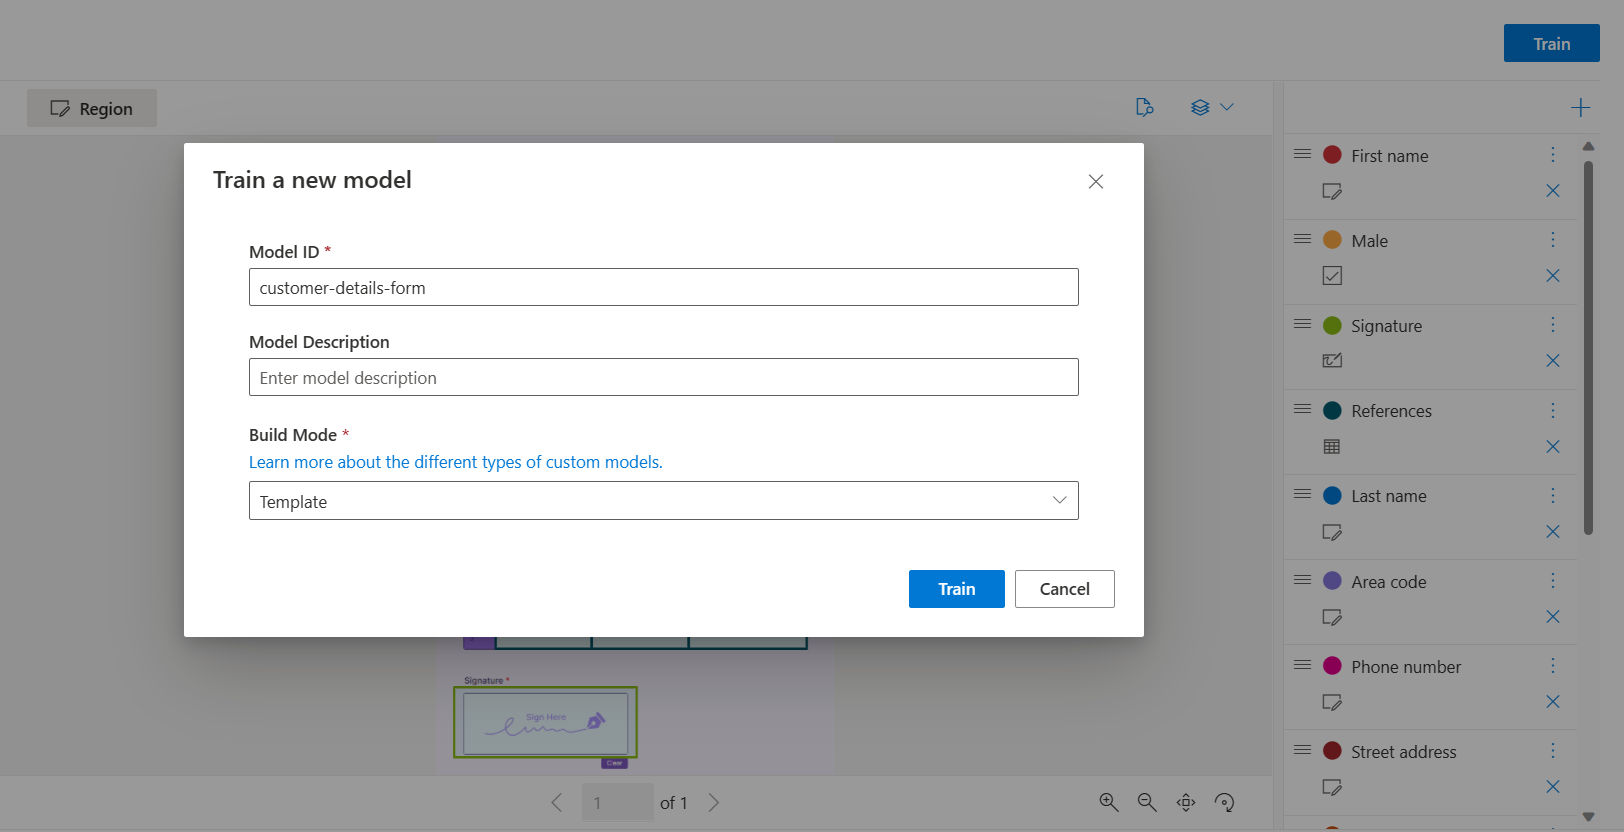 Train
Region
Train a new model
Model ID *
customer-details-form
Model Description
Enter model description
Build Mode *
Learn more about the different types of custom models.
Template
Train
Cancel
Signature *
Sign Here
Clear
1 of 1
First name
Male
Signature
References
Last name
Area code
Phone number
Street address